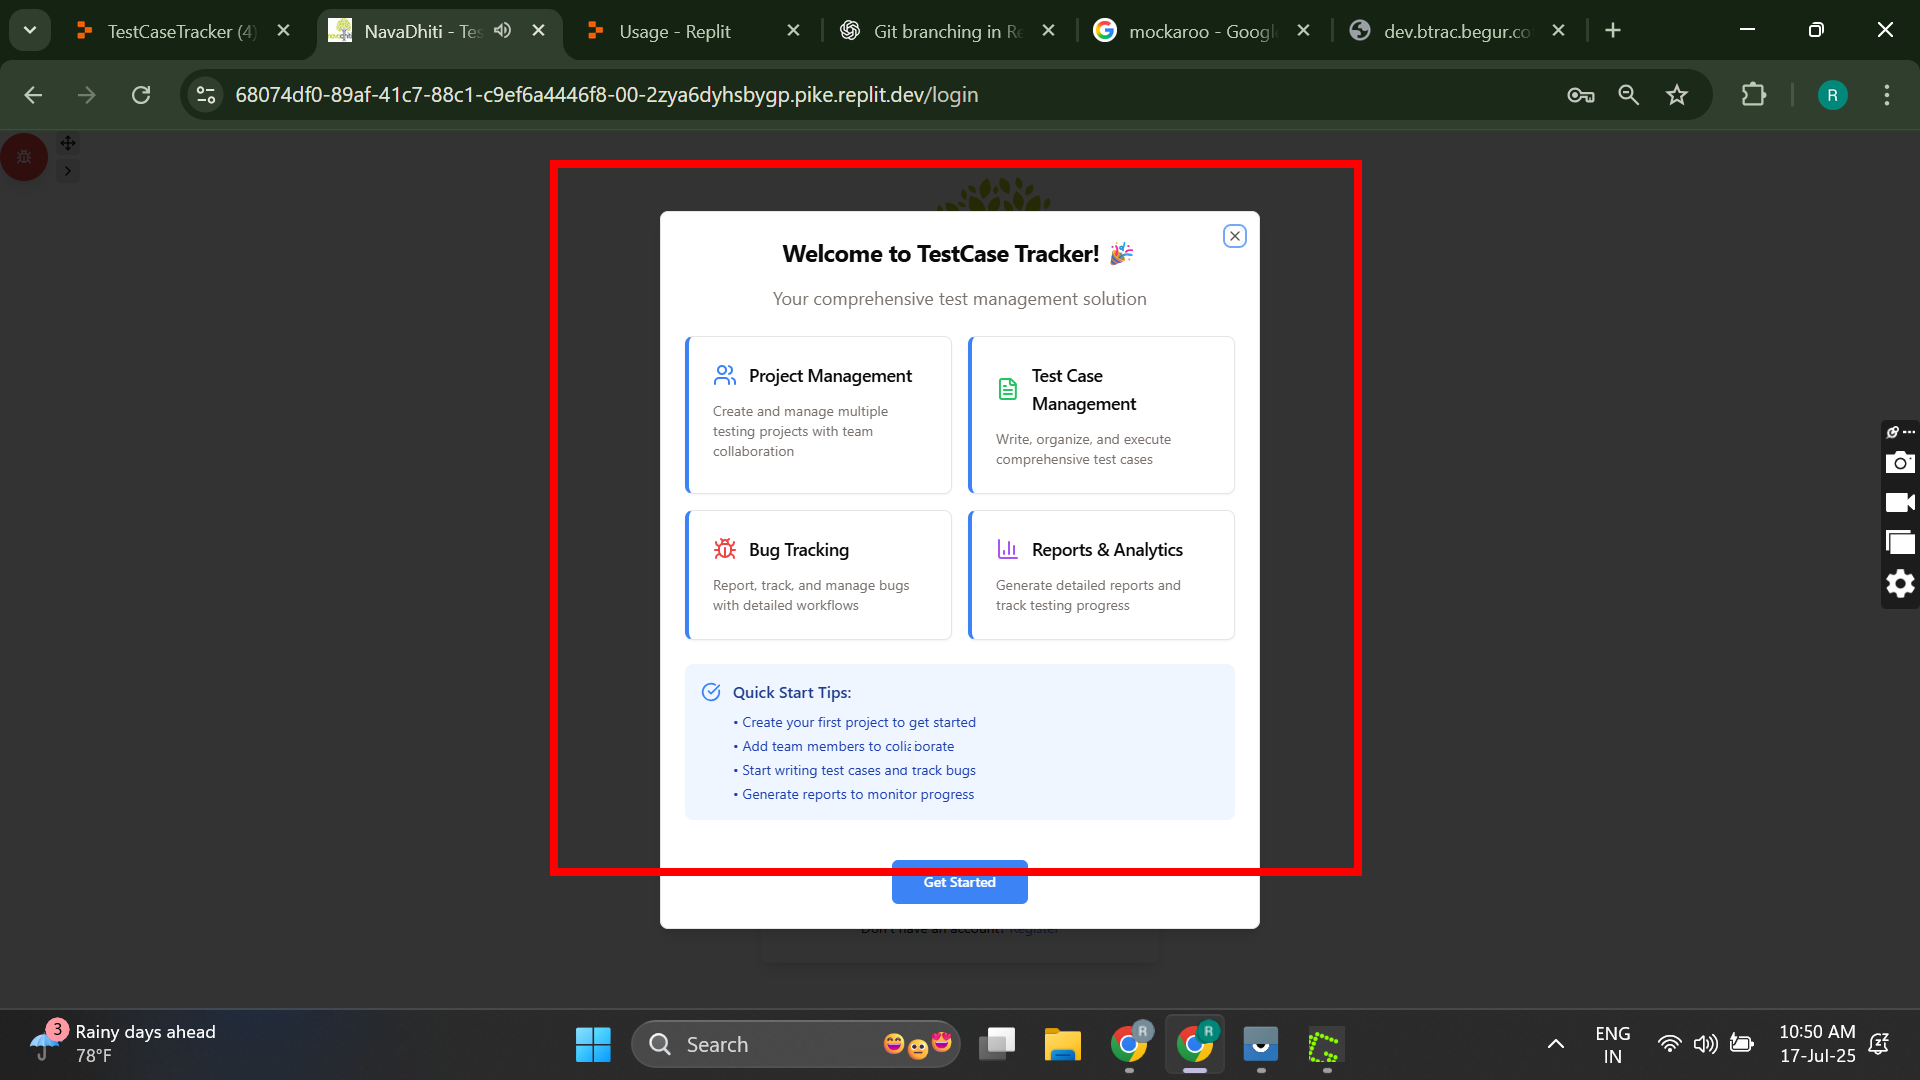 TestCaseTracker (4)
NavaDhiti - Tes
Usage - Replit
Git branching in Re
mockaroo - Googl
dev.btrac.begur.co
68074df0-89af-41c7-88c1-c9ef6a4446f8-00-2zya6dyhsbygp.pike.replit.dev/login
R
Welcome to TestCase Tracker! 🎉
Your comprehensive test management solution
Project Management
Create and manage multiple
testing projects with team
collaboration
Test Case
Management
Write, organize, and execute
comprehensive test cases
Bug Tracking
Report, track, and manage bugs
with detailed workflows
Reports & Analytics
Generate detailed reports and
track testing progress
Quick Start Tips:
• Create your first project to get started
• Add team members to collaborate
• Start writing test cases and track bugs
• Generate reports to monitor progress
Get Started
Don't have an account? Register
3
Rainy days ahead
78°F
Search
R
R
ENG
IN
10:50 AM
17-Jul-25